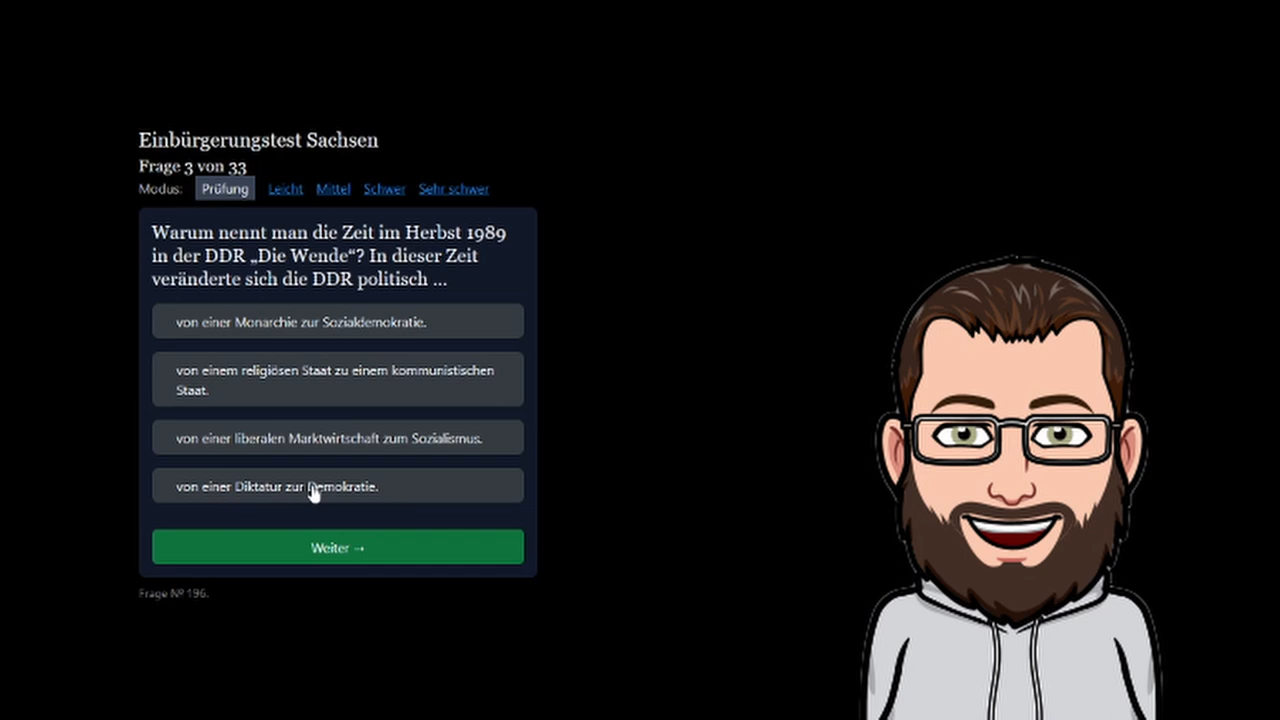 Einbürgerungstest Sachsen
Frage 3 von 33
Modus: Prüfung Leicht Mittel Schwer Sehr schwer
Warum nennt man die Zeit im Herbst 1989
in der DDR „Die Wende“? In dieser Zeit
veränderte sich die DDR politisch ...
von einer Monarchie zur Sozialdemokratie.
von einem religiösen Staat zu einem kommunistischen
Staat.
von einer liberalen Marktwirtschaft zum Sozialismus.
von einer Diktatur zur Demokratie.
Weiter →
Frage № 196.